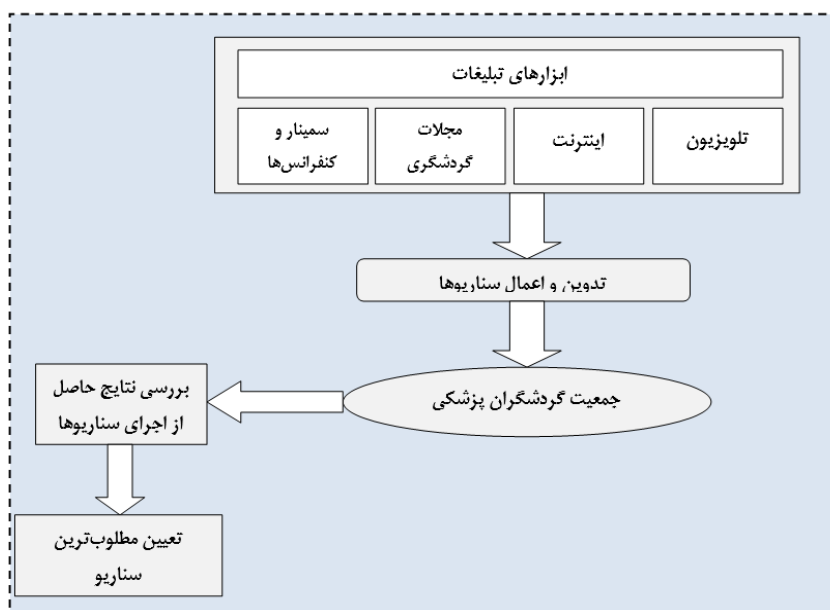 ابزارهای تبلیغات
تلویزیون
اینترنت
مجلات
گردشگری
سمینار و
کنفرانس‌ها
تدوین و اعمال سناریوها
جمعیت گردشگران پزشکی
بررسی نتایج حاصل
از اجرای سناریوها
تعیین مطلوب‌ترین
سناریو